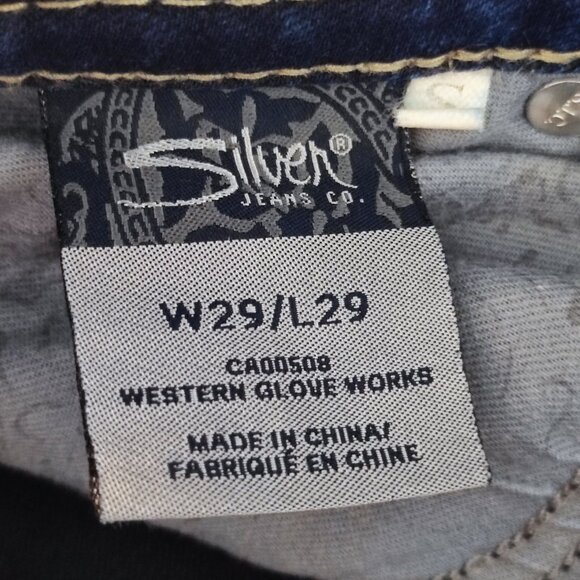 Silver®
JEANS CO.
W29/L29
CA00508
WESTERN GLOVE WORKS
MADE IN CHINA/
FABRIQUÉ EN CHINE